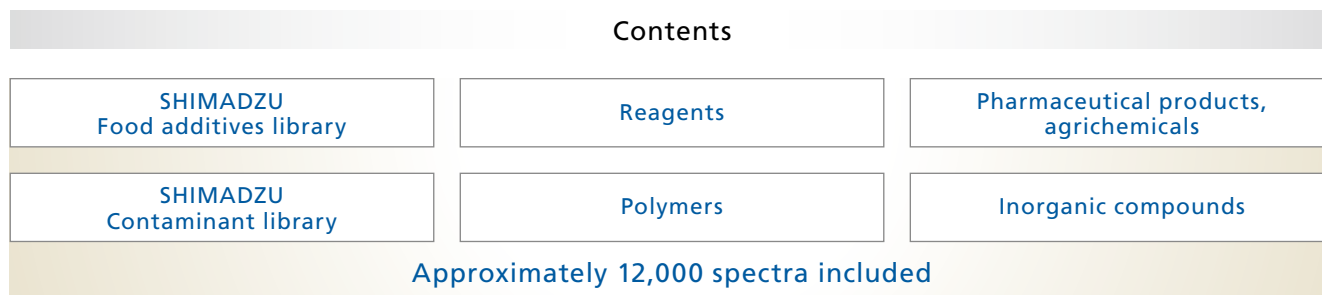 Contents
SHIMADZU
Food additives library
Reagents
Pharmaceutical products,
agrichemicals
SHIMADZU
Contaminant library
Polymers
Inorganic compounds
Approximately 12,000 spectra included